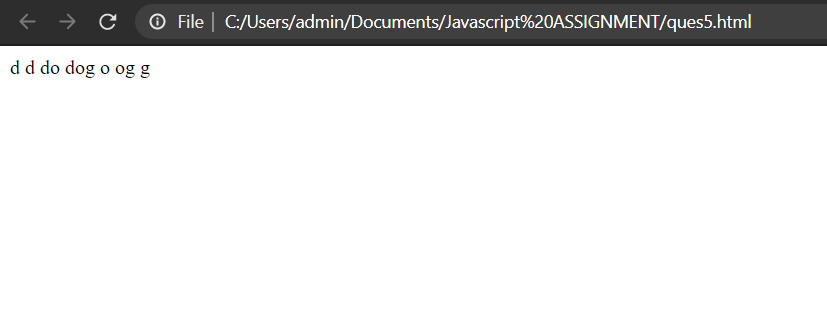 File C:/Users/admin/Documents/Javascript%20ASSIGNMENT/ques5.html
d d do dog o og g